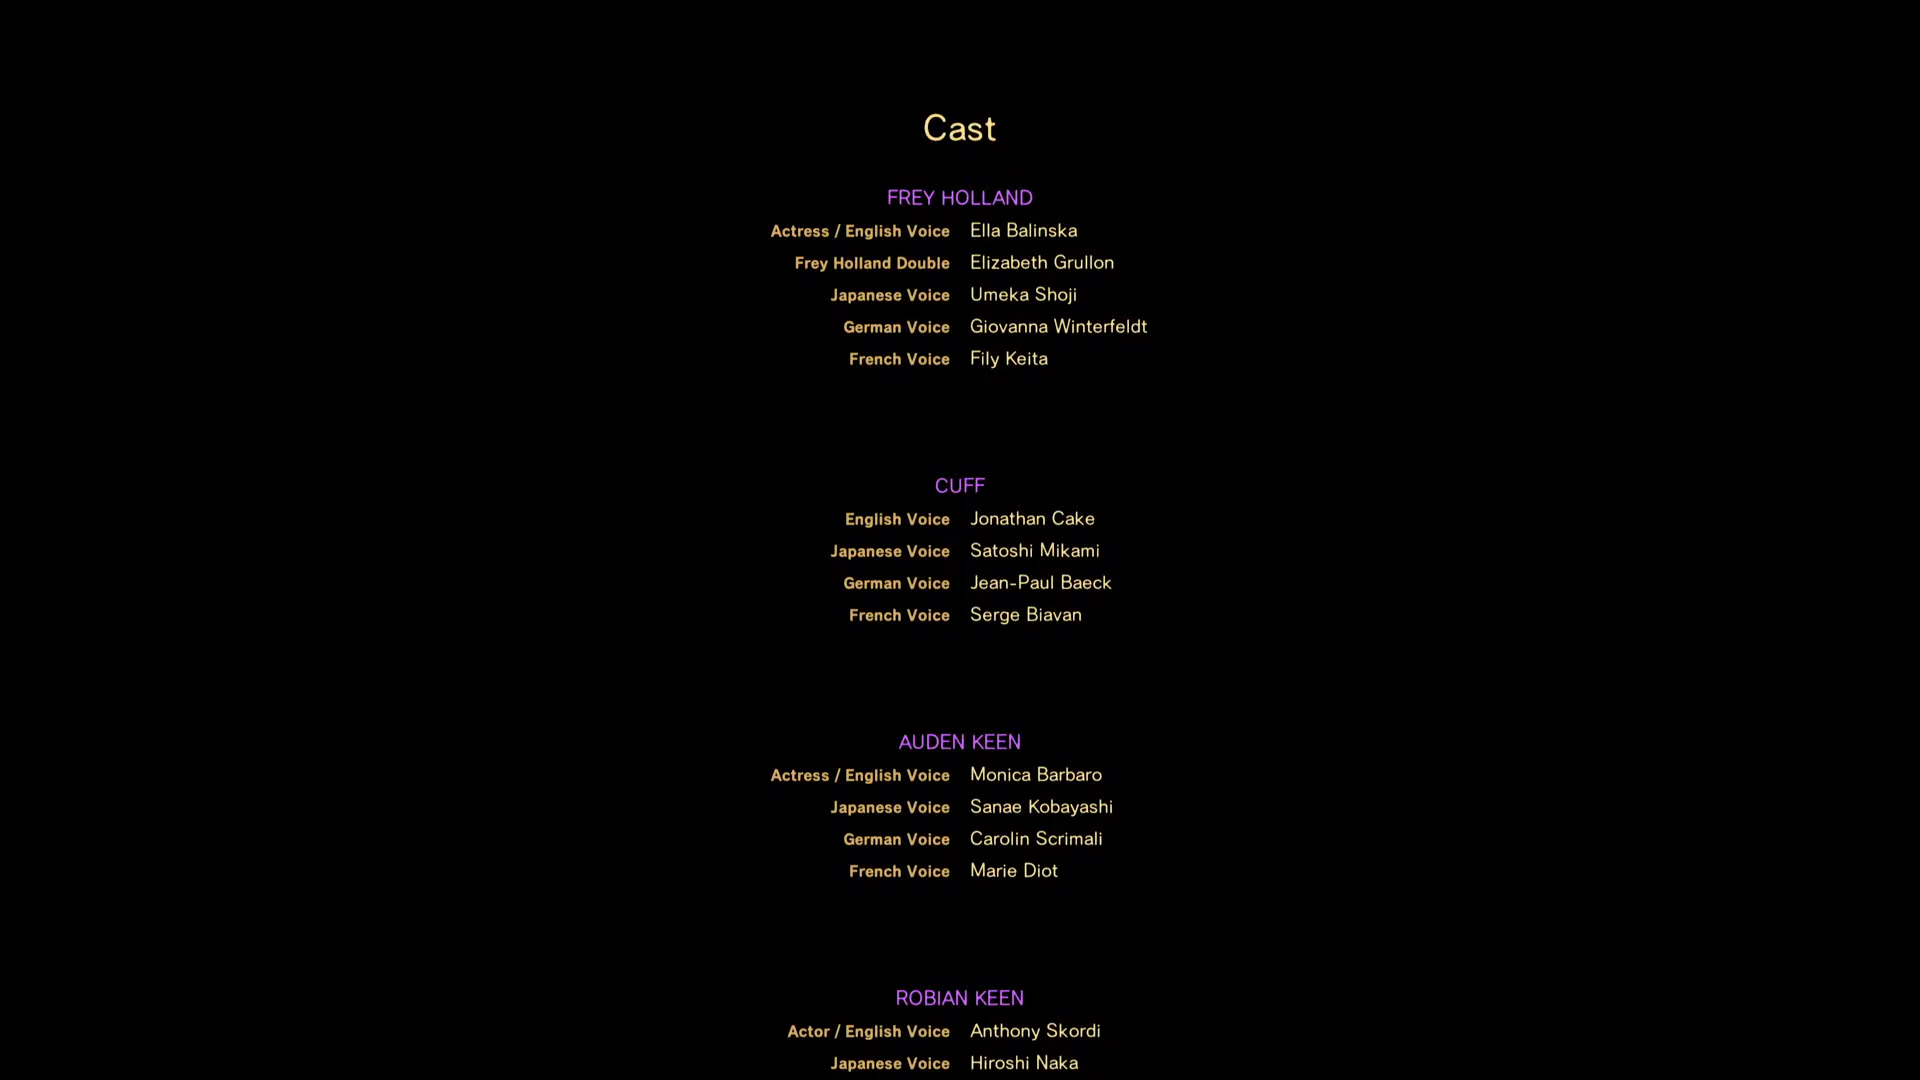 Cast
FREY HOLLAND
Actress / English Voice Ella Balinska
Frey Holland Double Elizabeth Grullon
Japanese Voice Umeka Shoji
German Voice Giovanna Winterfeldt
French Voice Fily Keita
CUFF
English Voice Jonathan Cake
Japanese Voice Satoshi Mikami
German Voice Jean-Paul Baeck
French Voice Serge Biavan
AUDEN KEEN
Actress / English Voice Monica Barbaro
Japanese Voice Sanae Kobayashi
German Voice Carolin Scrimali
French Voice Marie Diot
ROBIAN KEEN
Actor / English Voice Anthony Skordi
Japanese Voice Hiroshi Naka